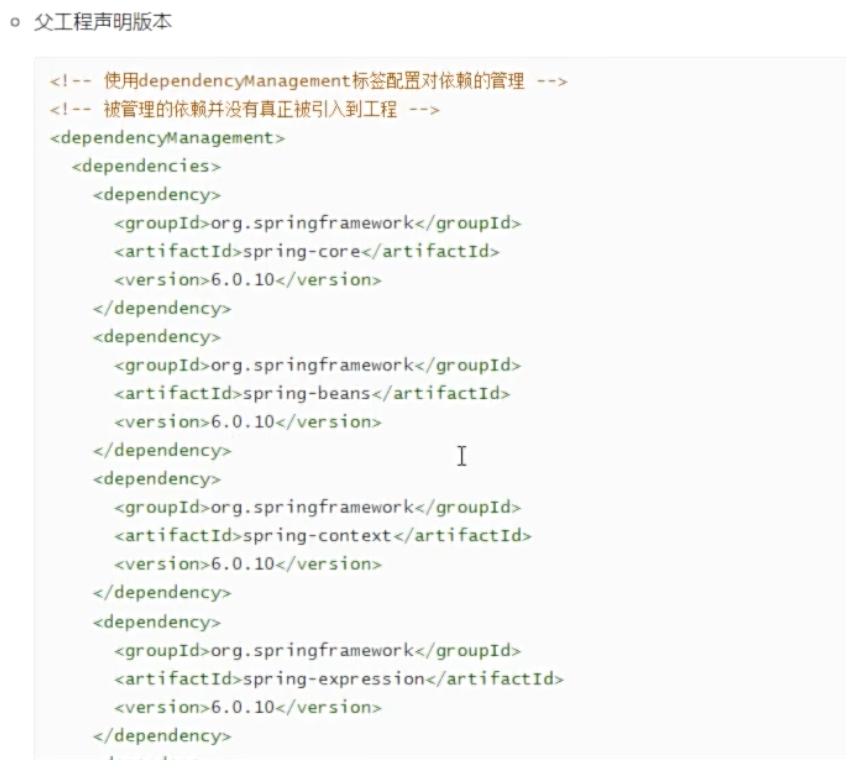 父工程声明版本
<!-- 使用dependencyManagement标签配置对依赖的管理 -->
<!-- 被管理的依赖并没有真正被引入到工程 -->
<dependencyManagement>
  <dependencies>
    <dependency>
      <groupId>org.springframework</groupId>
      <artifactId>spring-core</artifactId>
      <version>6.0.10</version>
    </dependency>
    <dependency>
      <groupId>org.springframework</groupId>
      <artifactId>spring-beans</artifactId>
      <version>6.0.10</version>
    </dependency>
    <dependency>
      <groupId>org.springframework</groupId>
      <artifactId>spring-context</artifactId>
      <version>6.0.10</version>
    </dependency>
    <dependency>
      <groupId>org.springframework</groupId>
      <artifactId>spring-expression</artifactId>
      <version>6.0.10</version>
    </dependency>